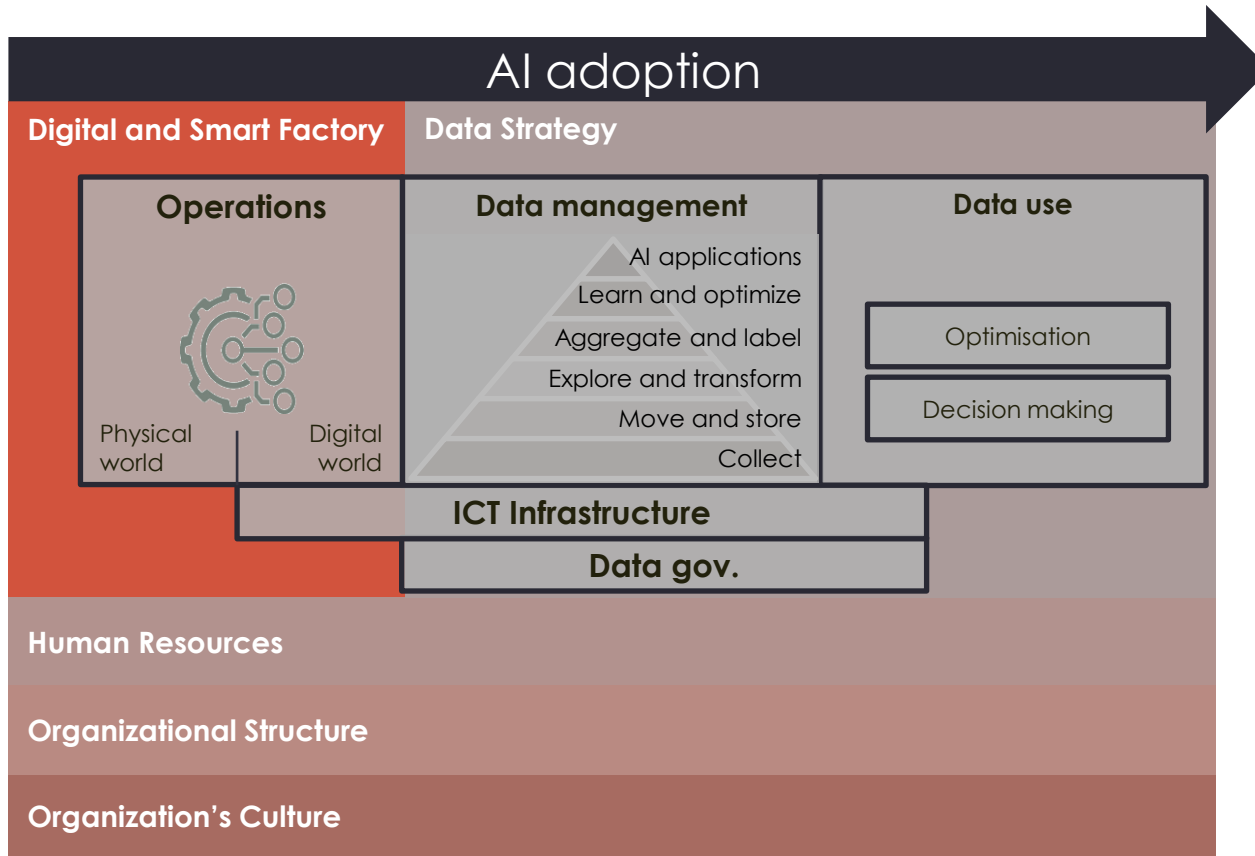 AI adoption
Digital and Smart Factory
Data Strategy
Operations
Physical
world
Digital
world
Data management
AI applications
Learn and optimize
Aggregate and label
Explore and transform
Move and store
Collect
Data use
Optimisation
Decision making
ICT Infrastructure
Data gov.
Human Resources
Organizational Structure
Organization’s Culture